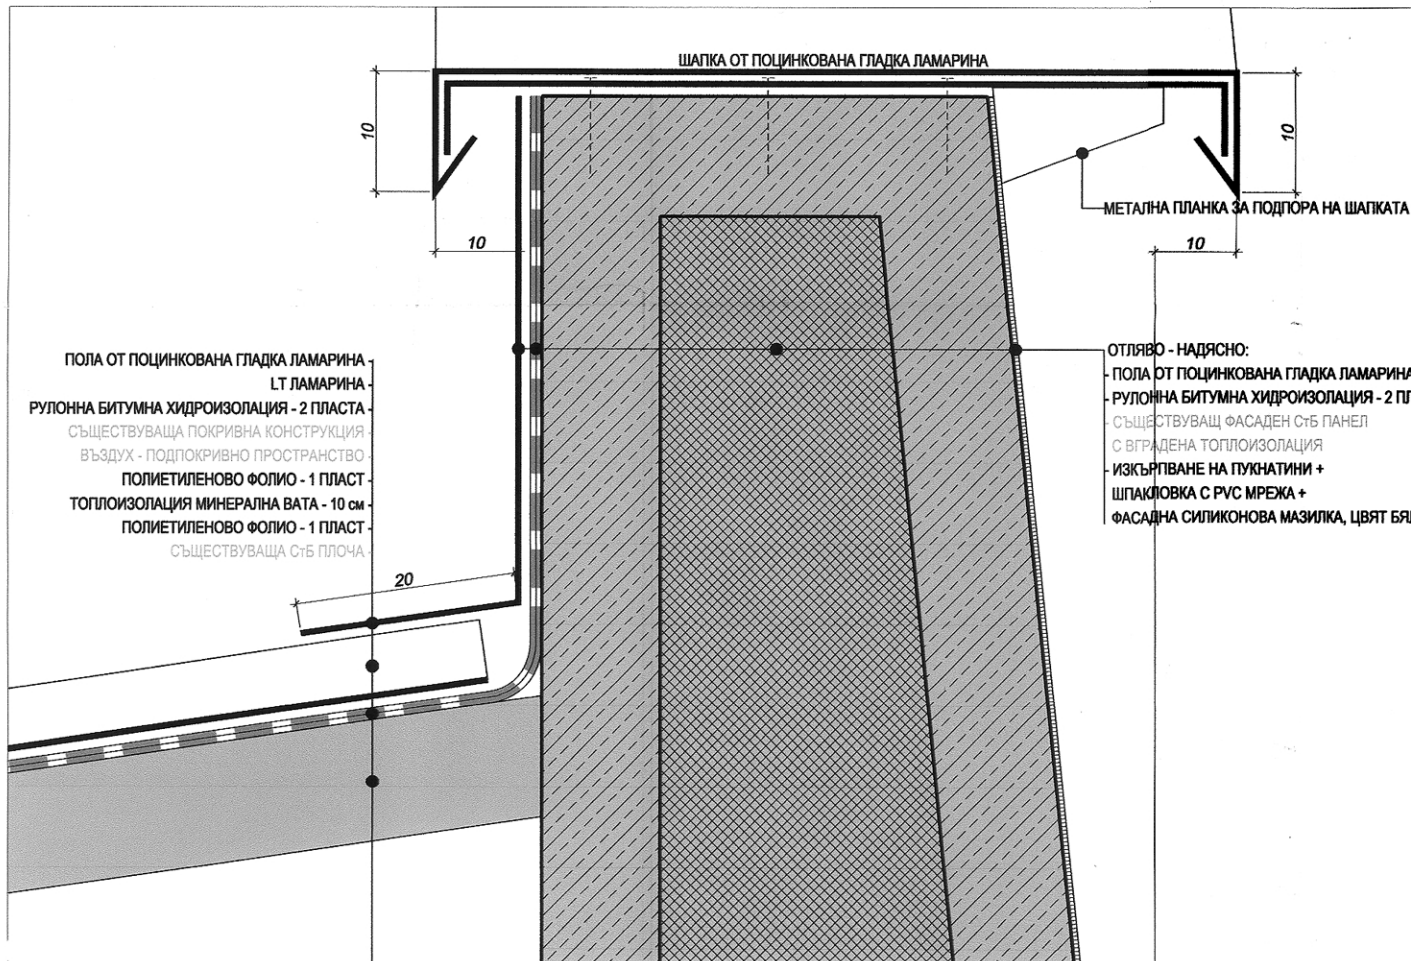 ШАПКА ОТ ПОЦИНКОВАНА ГЛАДКА ЛАМАРИНА
10
10
МЕТАЛНА ПЛАНКА ЗА ПОДПОРА НА ШАПКАТА
10
10
ПОЛА ОТ ПОЦИНКОВАНА ГЛАДКА ЛАМАРИНА
LT ЛАМАРИНА
РУЛОННА БИТУМНА ХИДРОИЗОЛАЦИЯ - 2 ПЛАСТА
СЪЩЕСТВУВАЩА ПОКРИВНА КОНСТРУКЦИЯ
ВЪЗДУХ - ПОДПОКРИВНО ПРОСТРАНСТВО
ПОЛИЕТИЛЕНОВО ФОЛИО - 1 ПЛАСТ
ТОПЛОИЗОЛАЦИЯ МИНЕРАЛНА ВАТА - 10 см
ПОЛИЕТИЛЕНОВО ФОЛИО - 1 ПЛАСТ
СЪЩЕСТВУВАЩА СтБ ПЛОЧА
20
ОТЛЯВО - НАДЯСНО:
- ПОЛА ОТ ПОЦИНКОВАНА ГЛАДКА ЛАМАРИНА
- РУЛОННА БИТУМНА ХИДРОИЗОЛАЦИЯ - 2
- СЪЩЕСТВУВАЩ ФАСАДЕН СтБ ПАНЕЛ
С ВГРАДЕНА ТОПЛОИЗОЛАЦИЯ
- ИЗКЪРПВАНЕ НА ПУКНАТИНИ +
ШПАКЛОВКА С PVC МРЕЖА +
ФАСАДНА СИЛИКОНОВА МАЗИЛКА, ЦВЯТ